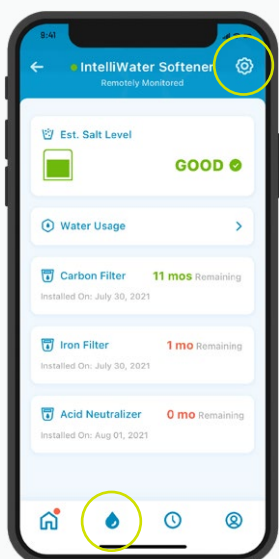 9:41
IntelliWater Softener
Remotely Monitored
Est. Salt Level
GOOD
Water Usage
Carbon Filter 11 mos Remaining
Installed On: July 30, 2021
Iron Filter 1 mo Remaining
Installed On: July 30, 2021
Acid Neutralizer 0 mo Remaining
Installed On: Aug 01, 2021